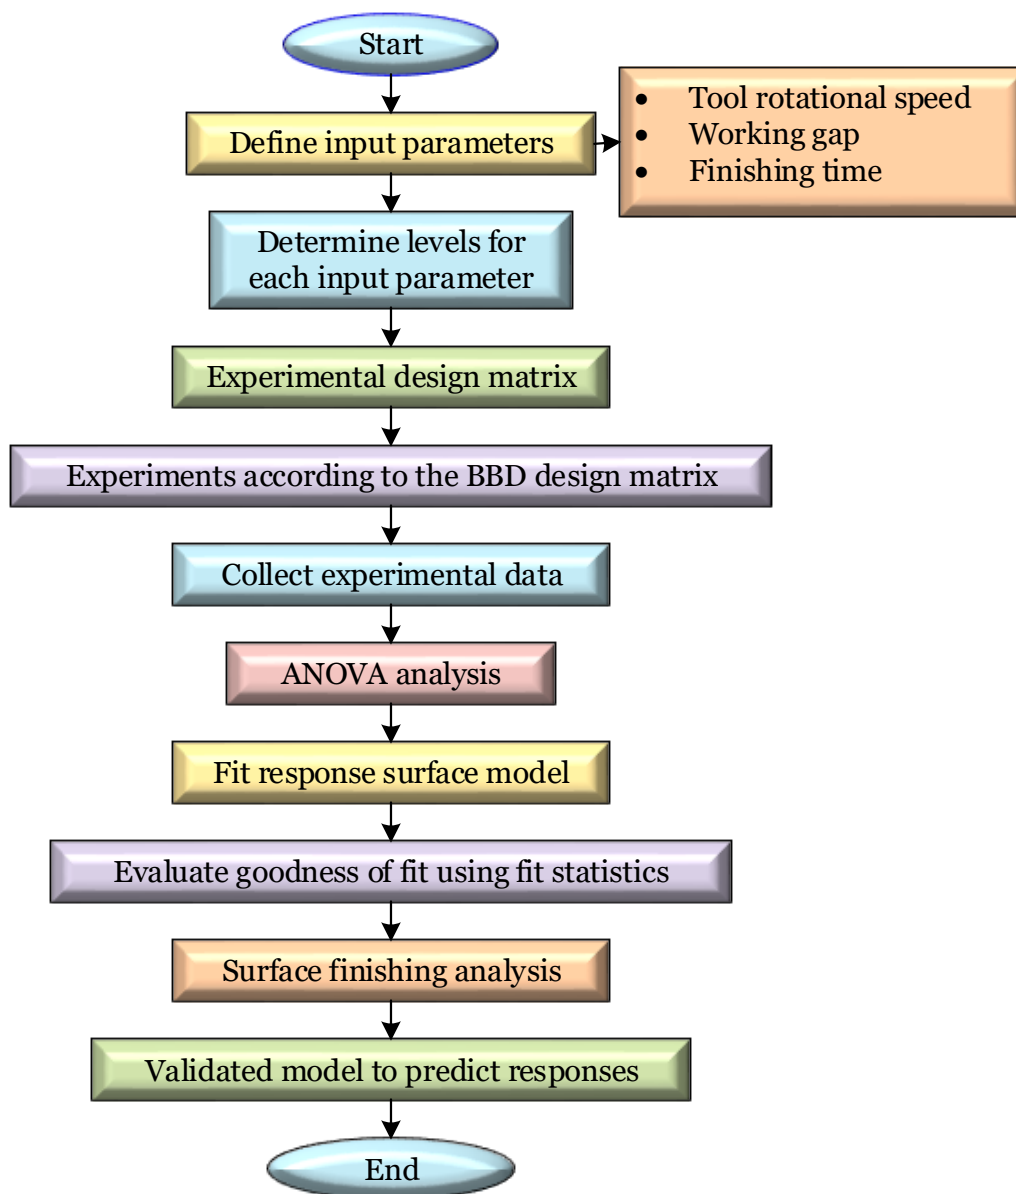 Start
Define input parameters
• Tool rotational speed
• Working gap
• Finishing time
Determine levels for
each input parameter
Experimental design matrix
Experiments according to the BBD design matrix
Collect experimental data
ANOVA analysis
Fit response surface model
Evaluate goodness of fit using fit statistics
Surface finishing analysis
Validated model to predict responses
End